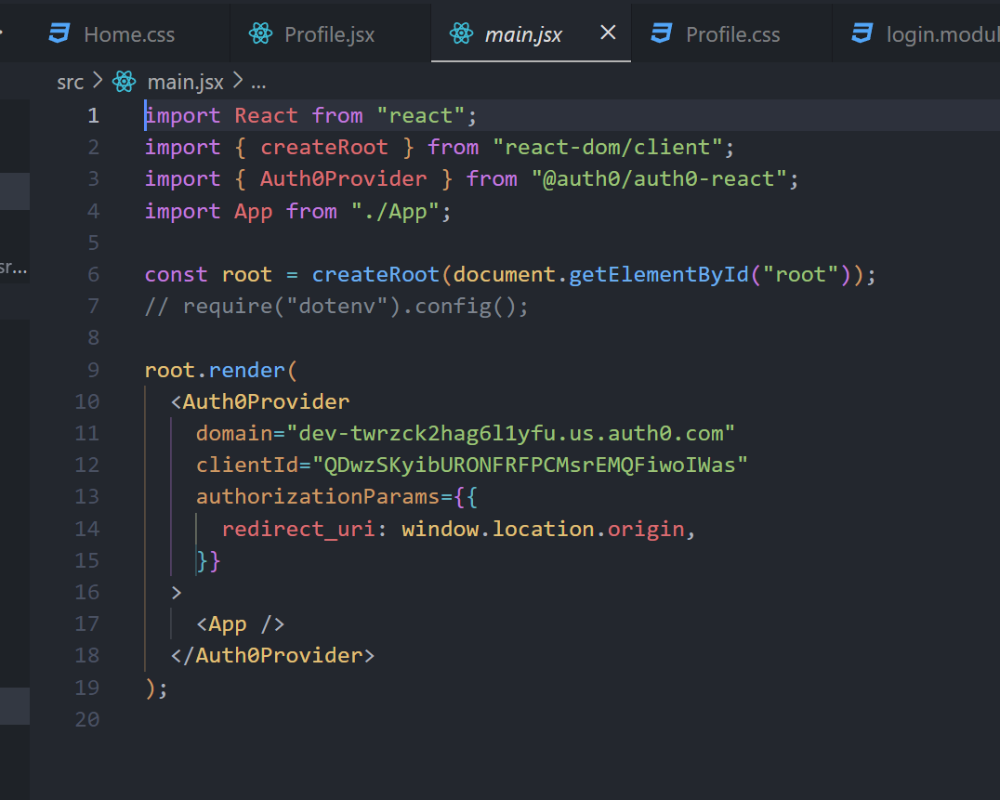 Home.css Profile.jsx main.jsx Profile.css login.modul
src > main.jsx > ...
sr...
1 import React from "react";
2 import { createRoot } from "react-dom/client";
3 import { Auth0Provider } from "@auth0/auth0-react";
4 import App from "./App";
5
6 const root = createRoot(document.getElementById("root"));
7 // require("dotenv").config();
8
9 root.render(
10 <Auth0Provider
11 domain="dev-twrzck2hag6l1yfu.us.auth0.com"
12 clientId="QDwzSKyibURONFRFPCMsrEMQFiwoIWas"
13 authorizationParams={{
14 redirect_uri: window.location.origin,
15 }}
16 >
17 <App />
18 </Auth0Provider>
19 );
20